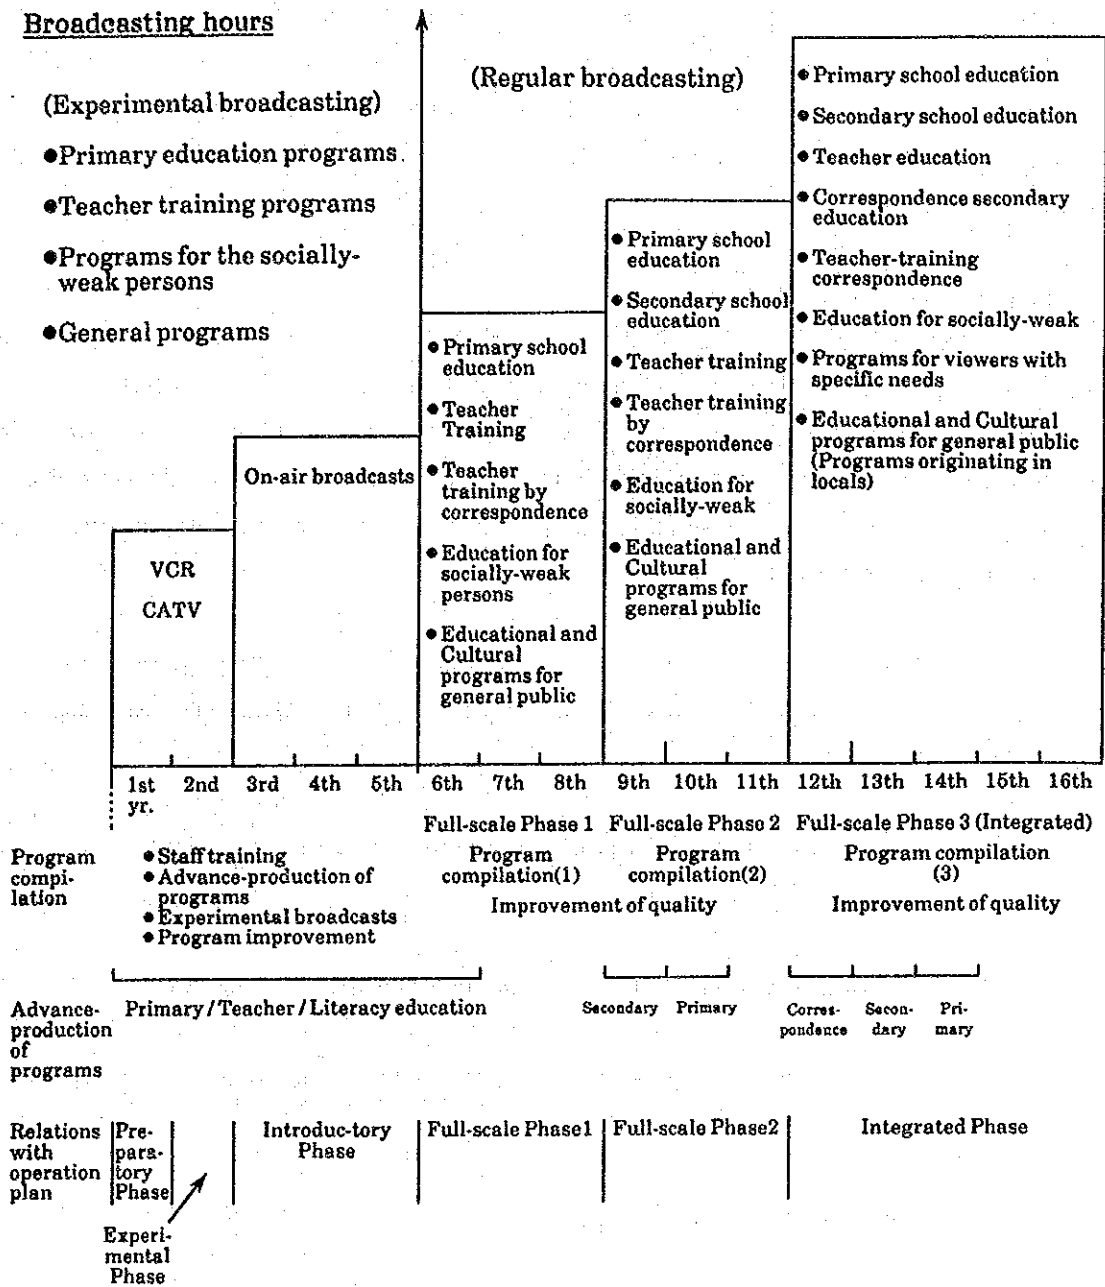 Broadcasting hours
(Experimental broadcasting)
●Primary education programs
●Teacher training programs
●Programs for the socially-
weak persons
●General programs
(Regular broadcasting)
VCR
CATV
On-air broadcasts
● Primary school
education
● Teacher
Training
● Teacher
training by
correspondence
● Education for
socially-weak
persons
● Educational and
Cultural
programs for
general public
● Primary school
education
● Secondary school
education
● Teacher training
● Teacher training
by
correspondence
● Education for
socially-weak
● Educational and
Cultural
programs for
general public
● Primary school education
● Secondary school education
● Teacher education
● Correspondence secondary
education
● Teacher-training
correspondence
● Education for socially-weak
● Programs for viewers with
specific needs
● Educational and Cultural
programs for general public
(Programs originating in
locals)
1st 2nd 3rd 4th 5th 6th 7th 8th 9th 10th 11th 12th 13th 14th 15th 16th
yr.
Full-scale Phase 1 Full-scale Phase 2 Full-scale Phase 3 (Integrated)
Program
compi-
lation
● Staff training
● Advance-production of
programs
● Experimental broadcasts
● Program improvement
Program
compilation(1)
Program
compilation(2)
Improvement of quality
Program compilation
(3)
Improvement of quality
Advance-
production
of
programs
Primary / Teacher / Literacy education
Secondary Primary
Corres-
pondence
Secon-
dary
Pri-
mary
Relations
with
operation
plan
Pre-
para-
tory
Phase
Experi-
mental
Phase
Introduc-tory
Phase
Full-scale Phase1
Full-scale Phase2
Integrated Phase